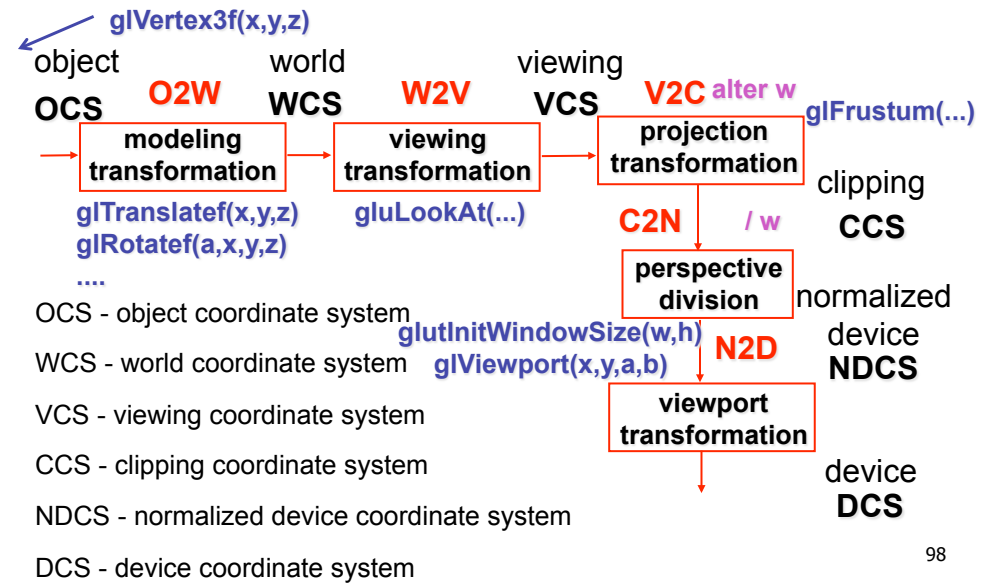 glVertex3f(x,y,z)
object
OCS
O2W
world
WCS
W2V
viewing
VCS
V2C alter w
glFrustum(...)
modeling
transformation
viewing
transformation
projection
transformation
glTranslatef(x,y,z)
glRotatef(a,x,y,z)
....
gluLookAt(...)
clipping
CCS
C2N
/ w
perspective
division
normalized
device
NDCS
OCS - object coordinate system
glutInitWindowSize(w,h)
glViewport(x,y,a,b)
N2D
WCS - world coordinate system
viewport
transformation
VCS - viewing coordinate system
CCS - clipping coordinate system
device
DCS
NDCS - normalized device coordinate system
DCS - device coordinate system
98